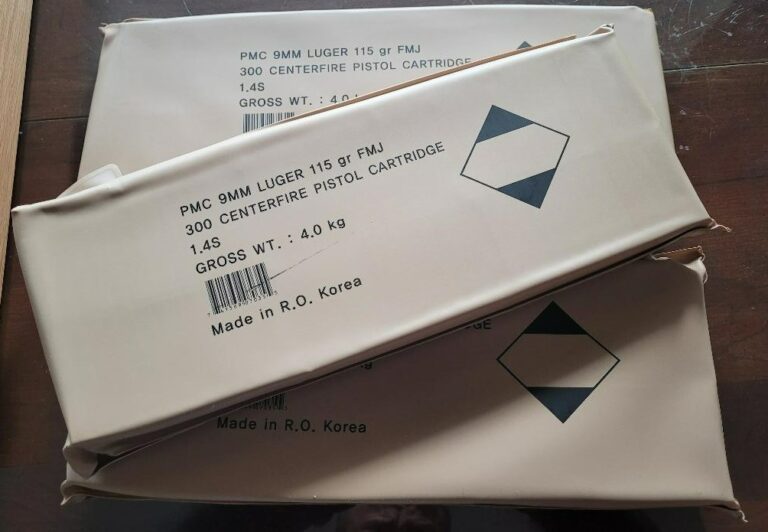 PMC 9MM LUGER 115 gr FMJ
300 CENTERFIRE PISTOL CARTRIDGE
1.4S
GROSS WT. : 4.0
PMC 9MM LUGER 115 gr FMJ
300 CENTERFIRE PISTOL CARTRIDGE
1.4S
GROSS WT. : 4.0 kg
Made in R.O. Korea
GE
kg
Made in R.O. Korea